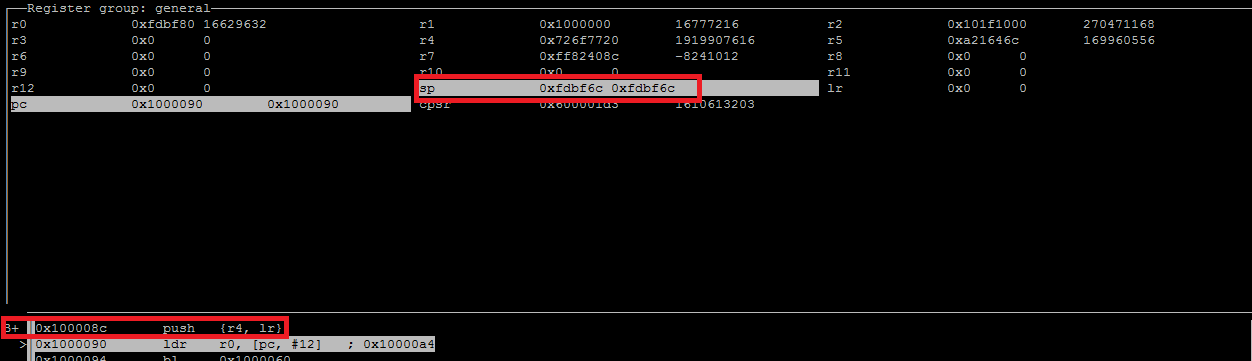 Register group: general
r0 0xfdbf80 16629632 r1 0x1000000 16777216 r2 0x101f1000 270471168
r3 0x0 0 r4 0x726f7720 1919907616 r5 0xa21646c 169960556
r6 0x0 0 r7 0xff82408c -8241012 r8 0x0 0
r9 0x0 0 r10 0x0 0 r11 0x0 0
r12 0x0 0 sp 0xfdbf6c 0xfdbf6c lr 0x0 0
pc 0x1000090 0x1000090 cpsr 0x600001d3 1610613203
B+ 0x100008c push {r4, lr}
>0x1000090 ldr r0, [pc, #12] ; 0x10000a4
0x1000094 bl 0x1000060